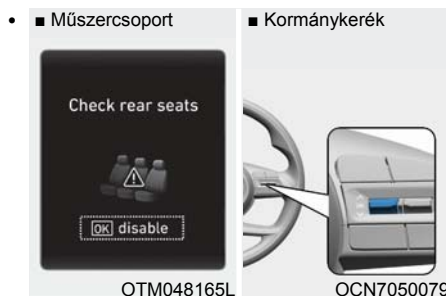 • ■ Műszercsoport
■ Kormánykerék
Check rear seats
OK disable
OTM048165L
OCN7050079